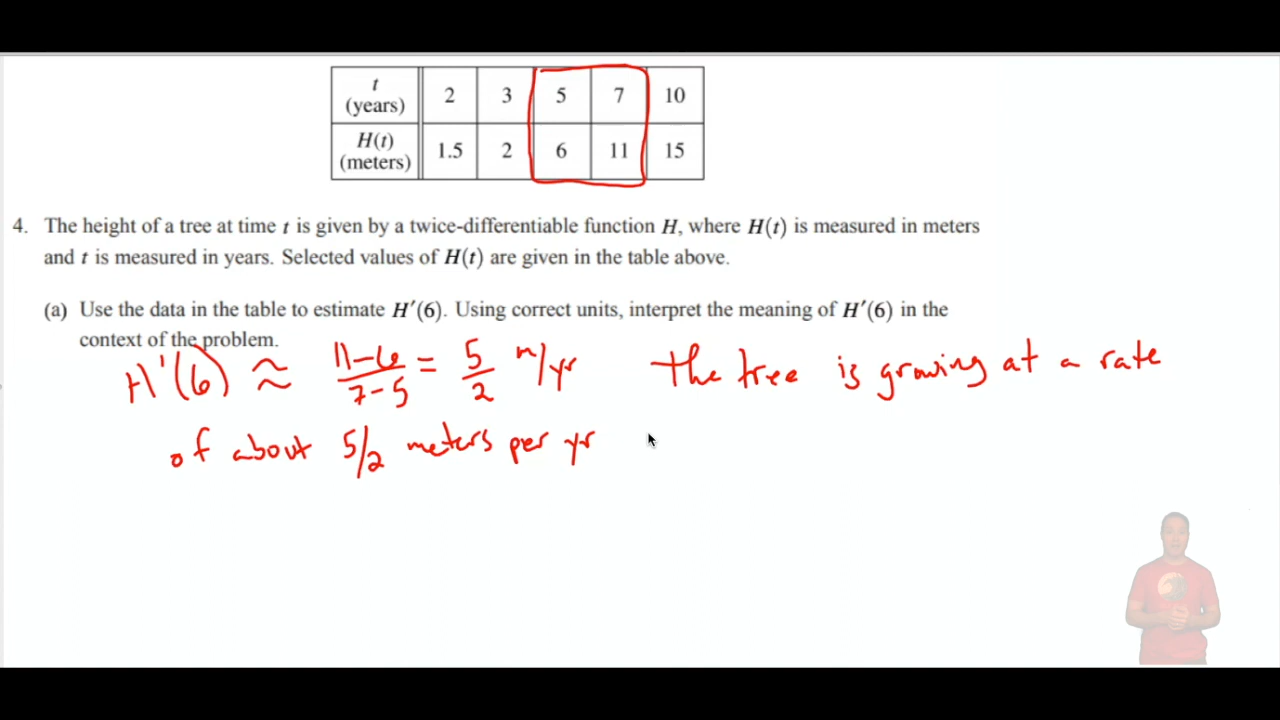 t (years) 2 3 5 7 10
H(t) (meters) 1.5 2 6 11 15
4. The height of a tree at time t is given by a twice-differentiable function H, where H(t) is measured in meters
and t is measured in years. Selected values of H(t) are given in the table above.
(a) Use the data in the table to estimate H′(6). Using correct units, interpret the meaning of H′(6) in the
context of the problem.
H'(6) ≈ 11-6/7-5 = 5/2 m/yr The tree is growing at a rate
of about 5/2 meters per yr